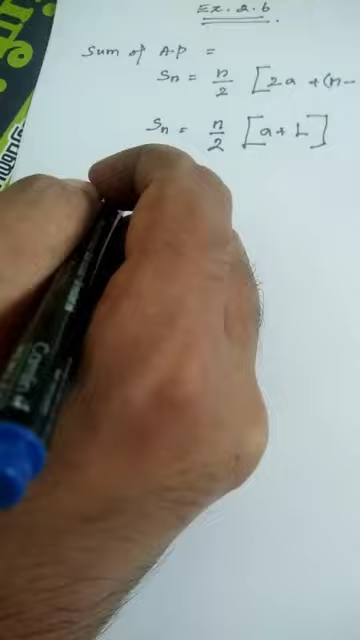 Ex. 2.6
Sum of A.P =
Sn = n/2 [2a + (n-
Sn = n/2 [a + L]